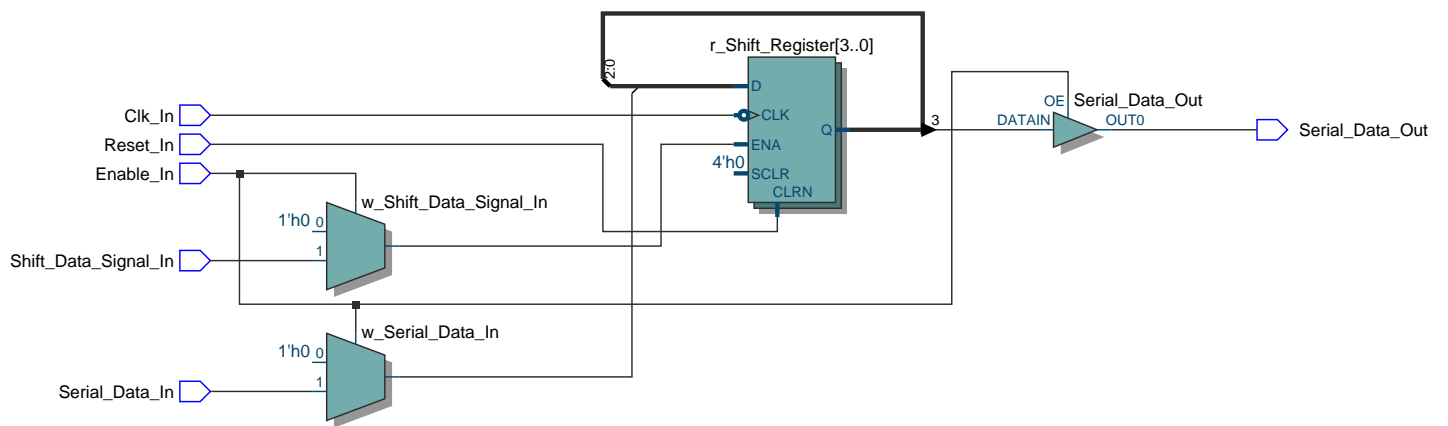 r_Shift_Register[3..0]
2:0
D
Clk_In
CLK
OE
Serial_Data_Out
DATAIN
OUT0
3
Q
Serial_Data_Out
Reset_In
ENA
4'h0
SCLR
Enable_In
CLRN
w_Shift_Data_Signal_In
1'h0
0
1
Shift_Data_Signal_In
w_Serial_Data_In
1'h0
0
1
Serial_Data_In